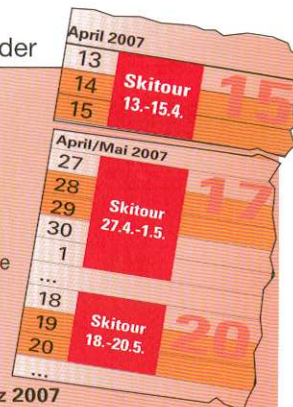 der
April 2007
13
14
15
Skitour
13.-15.4.
15
April/Mai 2007
27
28
29
30
1
...
Skitour
27.4.-1.5.
17
e
18
19
20
...
Skitour
18.-20.5.
20
z 2007